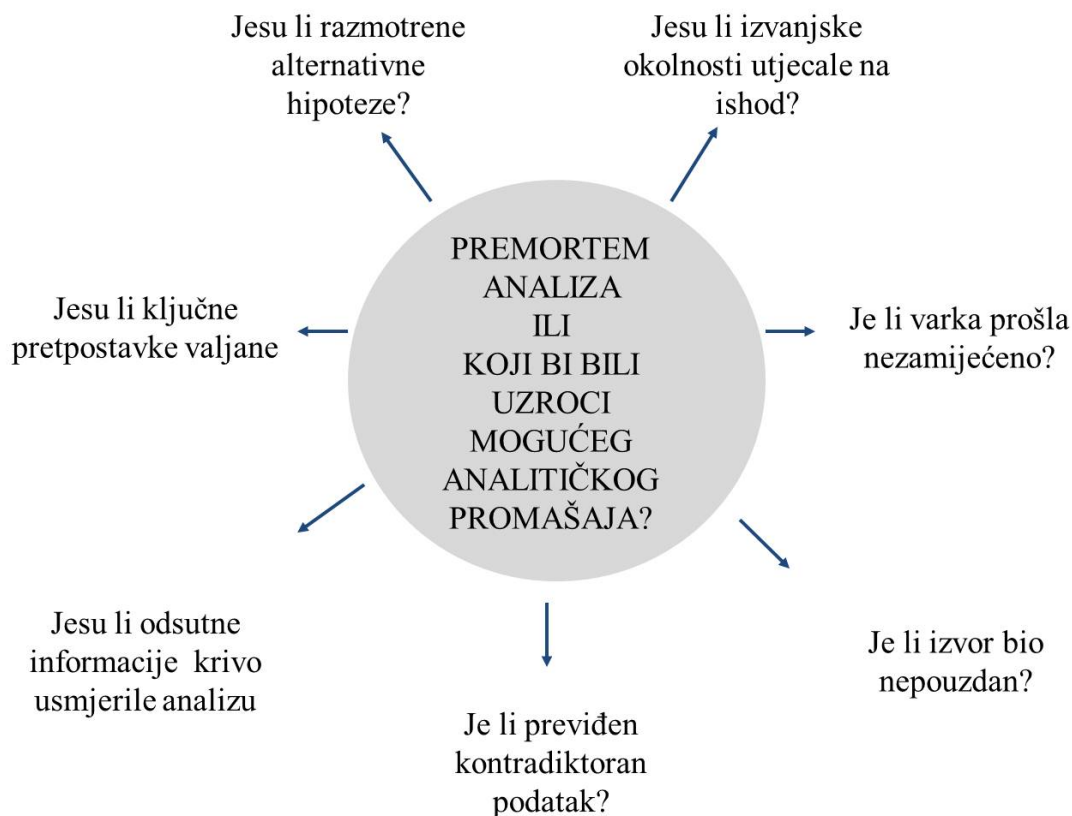 Jesu li razmotrene
alternativne
hipoteze?
Jesu li izvanjske
okolnosti utjecale na
ishod?
PREMORTEM
ANALIZA
ILI
KOJI BI BILI
UZROCI
MOGUĆEG
ANALITIČKOG
PROMAŠAJA?
Jesu li ključne
pretpostavke valjane
Je li varka prošla
nezamijećeno?
Jesu li odsutne
informacije krivo
usmjerile analizu
Je li previđen
kontradiktoran
podatak?
Je li izvor bio
nepouzdan?